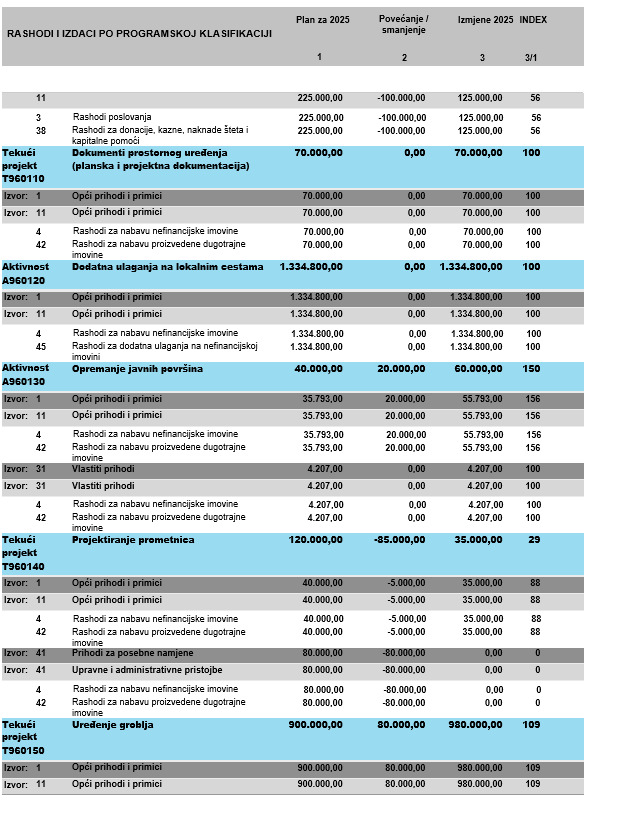 RASHODI I IZDACI PO PROGRAMSKOJ KLASIFIKACIJI Plan za 2025 Povećanje / smanjenje Izmjene 2025 INDEX
1 2 3 3/1
11 225.000,00 -100.000,00 125.000,00 56
3 Rashodi poslovanja 225.000,00 -100.000,00 125.000,00 56
38 Rashodi za donacije, kazne, naknade šteta i 225.000,00 -100.000,00 125.000,00 56
kapitalne pomoći
Tekući Dokumenti prostornog uređenja 70.000,00 0,00 70.000,00 100
projekt (planska i projektna dokumentacija)
T960110
Izvor: 1 Opći prihodi i primici 70.000,00 0,00 70.000,00 100
Izvor: 11 Opći prihodi i primici 70.000,00 0,00 70.000,00 100
4 Rashodi za nabavu nefinancijske imovine 70.000,00 0,00 70.000,00 100
42 Rashodi za nabavu proizvedene dugotrajne 70.000,00 0,00 70.000,00 100
imovine
Aktivnost Dodatna ulaganja na lokalnim cestama 1.334.800,00 0,00 1.334.800,00 100
A960120
Izvor: 1 Opći prihodi i primici 1.334.800,00 0,00 1.334.800,00 100
Izvor: 11 Opći prihodi i primici 1.334.800,00 0,00 1.334.800,00 100
4 Rashodi za nabavu nefinancijske imovine 1.334.800,00 0,00 1.334.800,00 100
45 Rashodi za dodatna ulaganja na nefinancijskoj 1.334.800,00 0,00 1.334.800,00 100
imovini
Aktivnost Opremanje javnih površina 40.000,00 20.000,00 60.000,00 150
A960130
Izvor: 1 Opći prihodi i primici 35.793,00 20.000,00 55.793,00 156
Izvor: 11 Opći prihodi i primici 35.793,00 20.000,00 55.793,00 156
4 Rashodi za nabavu nefinancijske imovine 35.793,00 20.000,00 55.793,00 156
42 Rashodi za nabavu proizvedene dugotrajne 35.793,00 20.000,00 55.793,00 156
imovine
Izvor: 31 Vlastiti prihodi 4.207,00 0,00 4.207,00 100
Izvor: 31 Vlastiti prihodi 4.207,00 0,00 4.207,00 100
4 Rashodi za nabavu nefinancijske imovine 4.207,00 0,00 4.207,00 100
42 Rashodi za nabavu proizvedene dugotrajne 4.207,00 0,00 4.207,00 100
imovine
Tekući Projektiranje prometnica 120.000,00 -85.000,00 35.000,00 29
projekt
T960140
Izvor: 1 Opći prihodi i primici 40.000,00 -5.000,00 35.000,00 88
Izvor: 11 Opći prihodi i primici 40.000,00 -5.000,00 35.000,00 88
4 Rashodi za nabavu nefinancijske imovine 40.000,00 -5.000,00 35.000,00 88
42 Rashodi za nabavu proizvedene dugotrajne 40.000,00 -5.000,00 35.000,00 88
imovine
Izvor: 41 Prihodi za posebne namjene 80.000,00 -80.000,00 0,00 0
Izvor: 41 Upravne i administrativne pristojbe 80.000,00 -80.000,00 0,00 0
4 Rashodi za nabavu nefinancijske imovine 80.000,00 -80.000,00 0,00 0
42 Rashodi za nabavu proizvedene dugotrajne 80.000,00 -80.000,00 0,00 0
imovine
Tekući Uređenje groblja 900.000,00 80.000,00 980.000,00 109
projekt
T960150
Izvor: 1 Opći prihodi i primici 900.000,00 80.000,00 980.000,00 109
Izvor: 11 Opći prihodi i primici 900.000,00 80.000,00 980.000,00 109